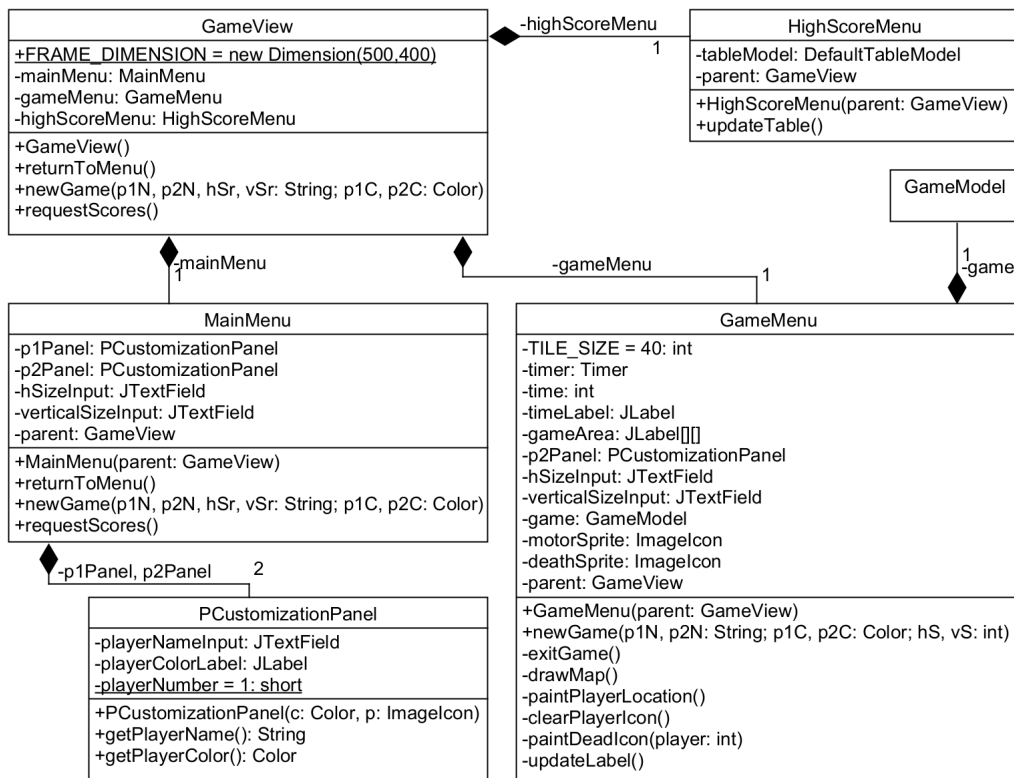 GameView
+FRAME_DIMENSION = new Dimension(500,400)
-mainMenu: MainMenu
-gameMenu: GameMenu
-highScoreMenu: HighScoreMenu
+GameView()
+returnToMenu()
+newGame(p1N, p2N, hSr, vSr: String; p1C, p2C: Color)
+requestScores()
-highScoreMenu
1
HighScoreMenu
-tableModel: DefaultTableModel
-parent: GameView
+HighScoreMenu(parent: GameView)
+updateTable()
GameModel
1
-game
-mainMenu
1
-gameMenu
1
MainMenu
-p1Panel: PCustomizationPanel
-p2Panel: PCustomizationPanel
-hSizeInput: JTextField
-verticalSizeInput: JTextField
-parent: GameView
+MainMenu(parent: GameView)
+returnToMenu()
+newGame(p1N, p2N, hSr, vSr: String; p1C, p2C: Color)
+requestScores()
-p1Panel, p2Panel
2
PCustomizationPanel
-playerNameInput: JTextField
-playerColorLabel: JLabel
-playerNumber = 1: short
+PCustomizationPanel(c: Color, p: ImageIcon)
+getPlayerName(): String
+getPlayerColor(): Color
GameMenu
-TILE_SIZE = 40: int
-timer: Timer
-time: int
-timeLabel: JLabel
-gameArea: JLabel[][]
-p2Panel: PCustomizationPanel
-hSizeInput: JTextField
-verticalSizeInput: JTextField
-game: GameModel
-motorSprite: ImageIcon
-deathSprite: ImageIcon
-parent: GameView
+GameMenu(parent: GameView)
+newGame(p1N, p2N: String; p1C, p2C: Color; hS, vS: int)
-exitGame()
-drawMap()
-paintPlayerLocation()
-clearPlayerIcon()
-paintDeadIcon(player: int)
-updateLabel()